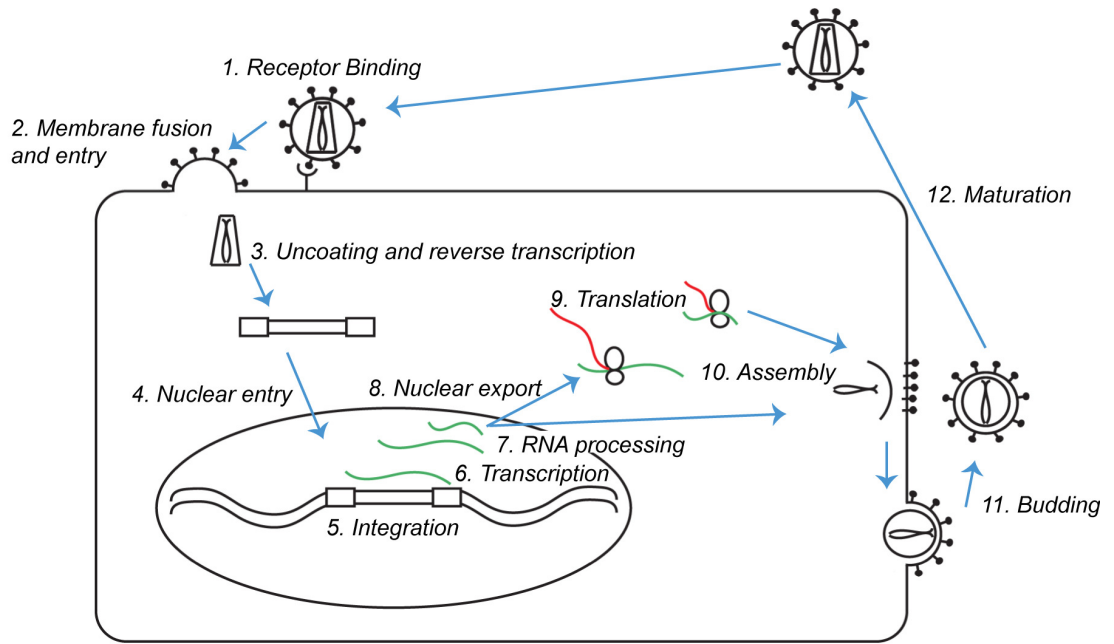 1. Receptor Binding
2. Membrane fusion
and entry
3. Uncoating and reverse transcription
4. Nuclear entry
5. Integration
6. Transcription
7. RNA processing
8. Nuclear export
9. Translation
10. Assembly
11. Budding
12. Maturation